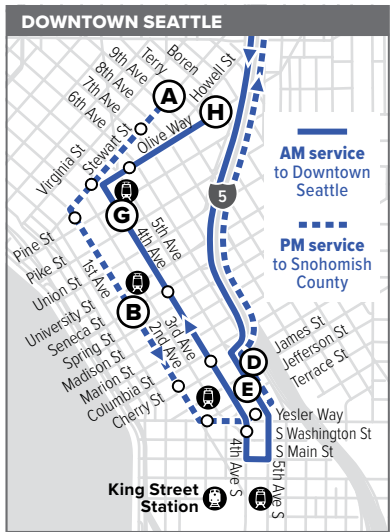 DOWNTOWN SEATTLE
9th Ave
Terry
Boren
8th Ave
7th Ave
6th Ave
A
Howell St
H
Stewart St
Olive Way
Virginia St
AM service
to Downtown
Seattle
5
PM service
to Snohomish
County
G
5th Ave
4th Ave
Pine St
Pike St
Union St
1st Ave
B
University St
Seneca St
Spring St
Madison St
Marion St
Columbia St
Cherry St
3rd Ave
2nd Ave
James St
Jefferson St
Terrace St
D
E
Yesler Way
S Washington St
S Main St
4th Ave S
5th Ave S
King Street
Station